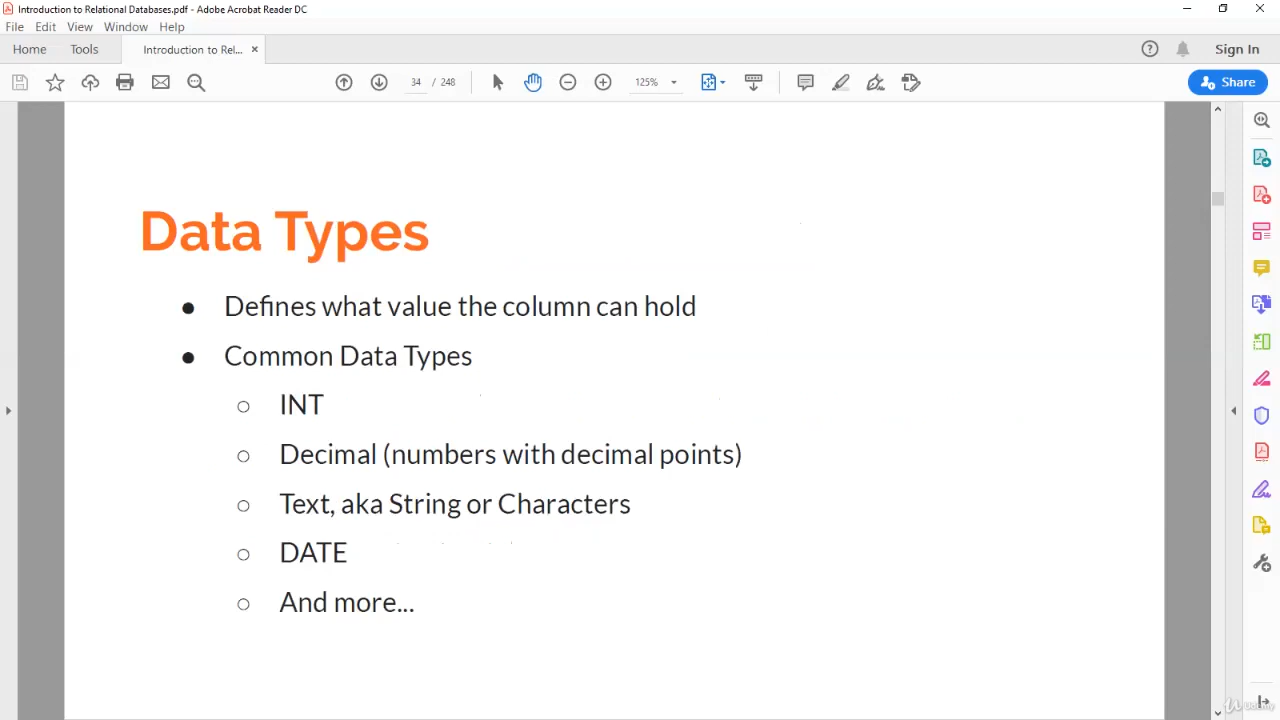 Introduction to Relational Databases.pdf - Adobe Acrobat Reader DC
File Edit View Window Help
Home Tools Introduction to Rel... Sign In
34 / 248 125% Share
Data Types
● Defines what value the column can hold
● Common Data Types
○ INT
○ Decimal (numbers with decimal points)
○ Text, aka String or Characters
○ DATE
○ And more...
Udemy